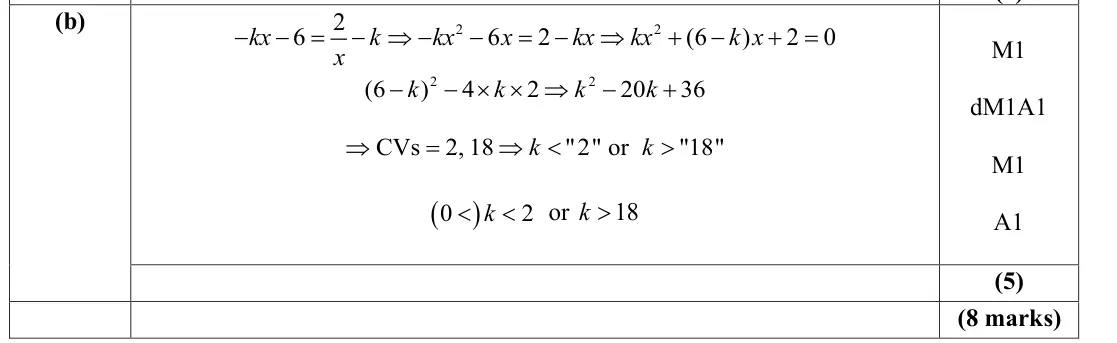 (b)
−kx − 6 = 2/x − k ⇒ −kx² − 6x = 2 − kx ⇒ kx² + (6 − k)x + 2 = 0
M1
(6 − k)² − 4 × k × 2 ⇒ k² − 20k + 36
dM1A1
⇒ CVs = 2, 18 ⇒ k < "2" or k > "18"
M1
(0 <) k < 2 or k > 18
A1
(5)
(8 marks)